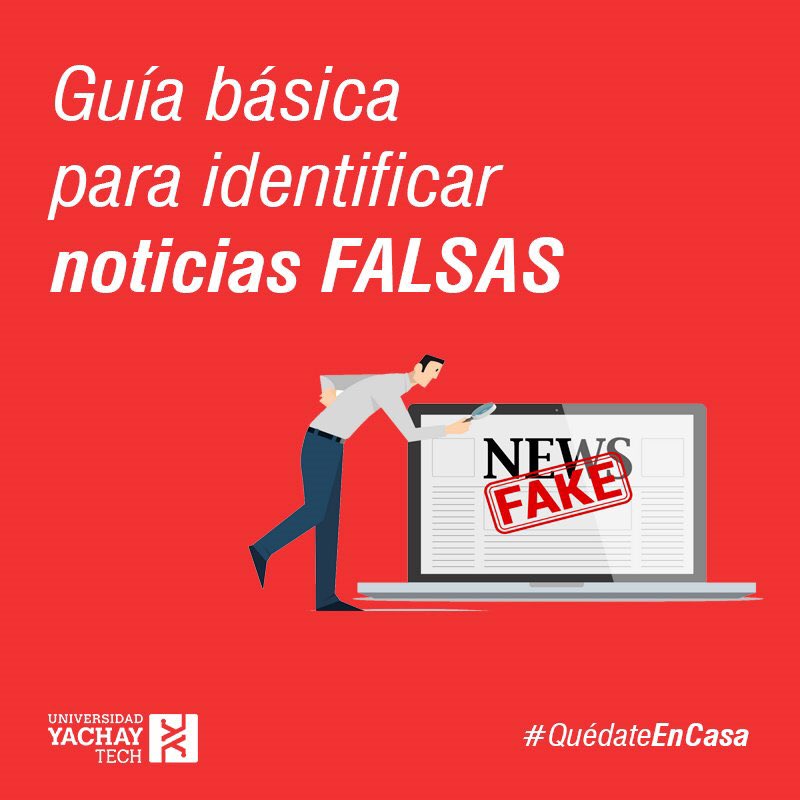 Guía básica
para identificar
noticias FALSAS
NEWS
FAKE
UNIVERSIDAD
YACHAY
TECH
#QuédateEnCasa